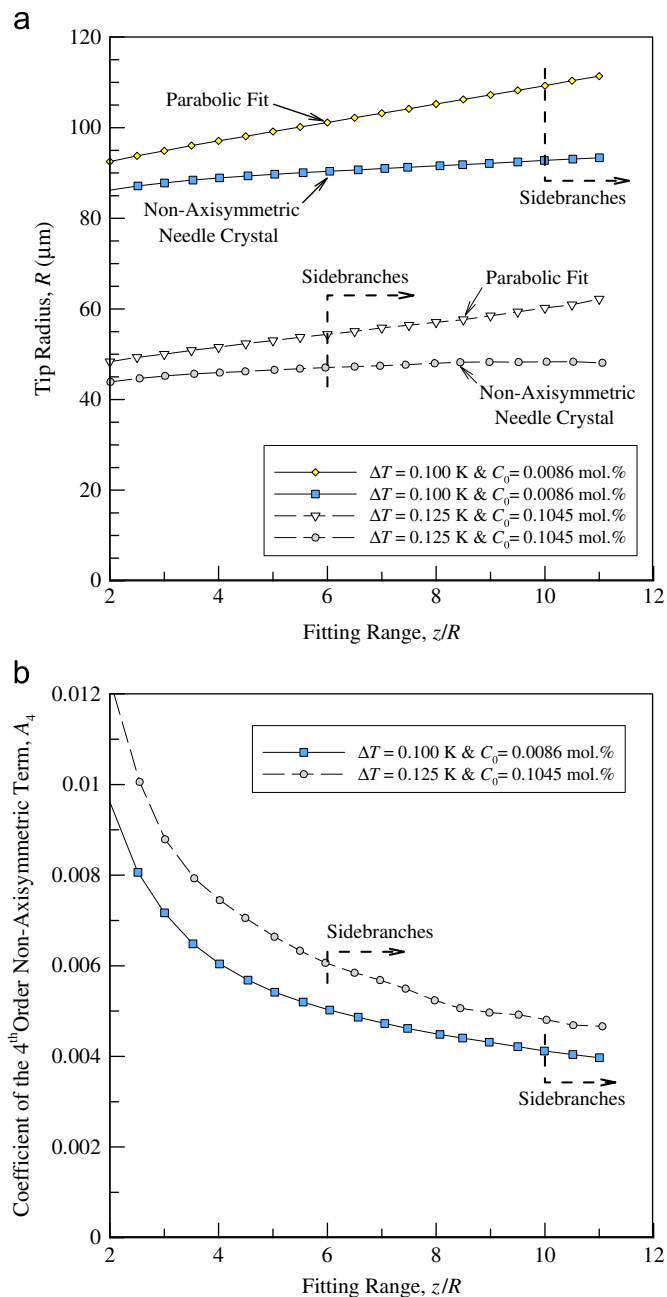 a
120
100
80
60
40
20
0
Tip Radius, R (μm)
Parabolic Fit
Non-Axisymmetric
Needle Crystal
Sidebranches
Sidebranches
Parabolic Fit
Non-Axisymmetric
Needle Crystal
ΔT = 0.100 K & C₀= 0.0086 mol.%
ΔT = 0.100 K & C₀= 0.0086 mol.%
ΔT = 0.125 K & C₀= 0.1045 mol.%
ΔT = 0.125 K & C₀= 0.1045 mol.%
2 4 6 8 10 12
Fitting Range, z/R
b
0.012
0.01
0.008
0.006
0.004
0.002
0
Coefficient of the 4ᵗʰOrder Non-Axisymmetric Term, A₄
ΔT = 0.100 K & C₀= 0.0086 mol.%
ΔT = 0.125 K & C₀= 0.1045 mol.%
Sidebranches
Sidebranches
2 4 6 8 10 12
Fitting Range, z/R